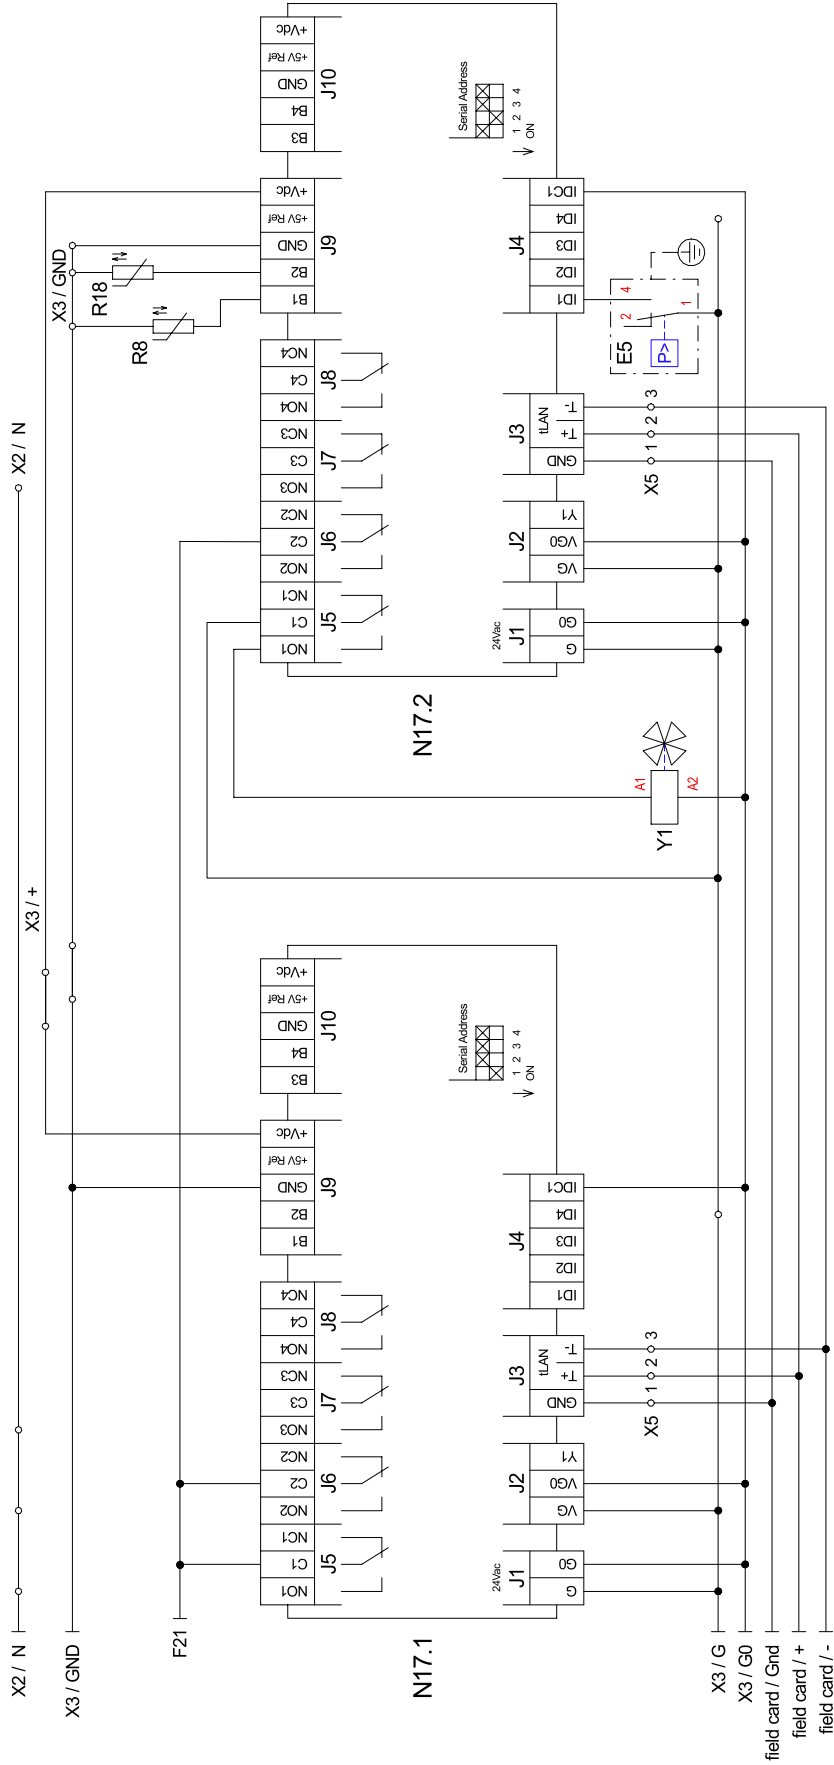 X2 / N
X3 / GND
F21
X3 / G
X3 / G0
field card / Gnd
field card / +
field card / -
X2 / N
X3 / +
X3 / GND
R18
R8
N17.1
NO1
C1
NC1
J5
NO2
C2
NC2
J6
NO3
C3
NC3
J7
NO4
C4
NC4
J8
B1
B2
GND
+5V Ref
+Vdc
J9
B3
B4
GND
+5V Ref
+Vdc
J10
24Vac
J1
G
G0
J2
VG
VG0
Y1
J3
tLAN
GND
T+
T-
X5
1
2
3
J4
ID1
ID2
ID3
ID4
IDC1
Serial Address
1 2 3 4
ON
N17.2
NO1
C1
NC1
J5
NO2
C2
NC2
J6
NO3
C3
NC3
J7
NO4
C4
NC4
J8
B1
B2
GND
+5V Ref
+Vdc
J9
B3
B4
GND
+5V Ref
+Vdc
J10
24Vac
J1
G
G0
J2
VG
VG0
Y1
J3
tLAN
GND
T+
T-
X5
1
2
3
J4
ID1
ID2
ID3
ID4
IDC1
Serial Address
1 2 3 4
ON
Y1
A1
A2
E5
P>
2
4
1